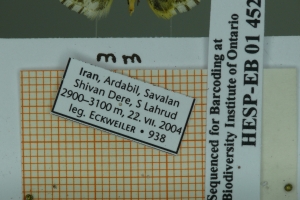 mm
Iran, Ardabil, Savalan
Shivan Dere, S Lahrud
2900–3100 m, 22. VII. 2004
leg. ECKWEILER • 938
Sequenced for Barcoding at
Biodiversity Institute of Ontario
HESP-EB 01 452